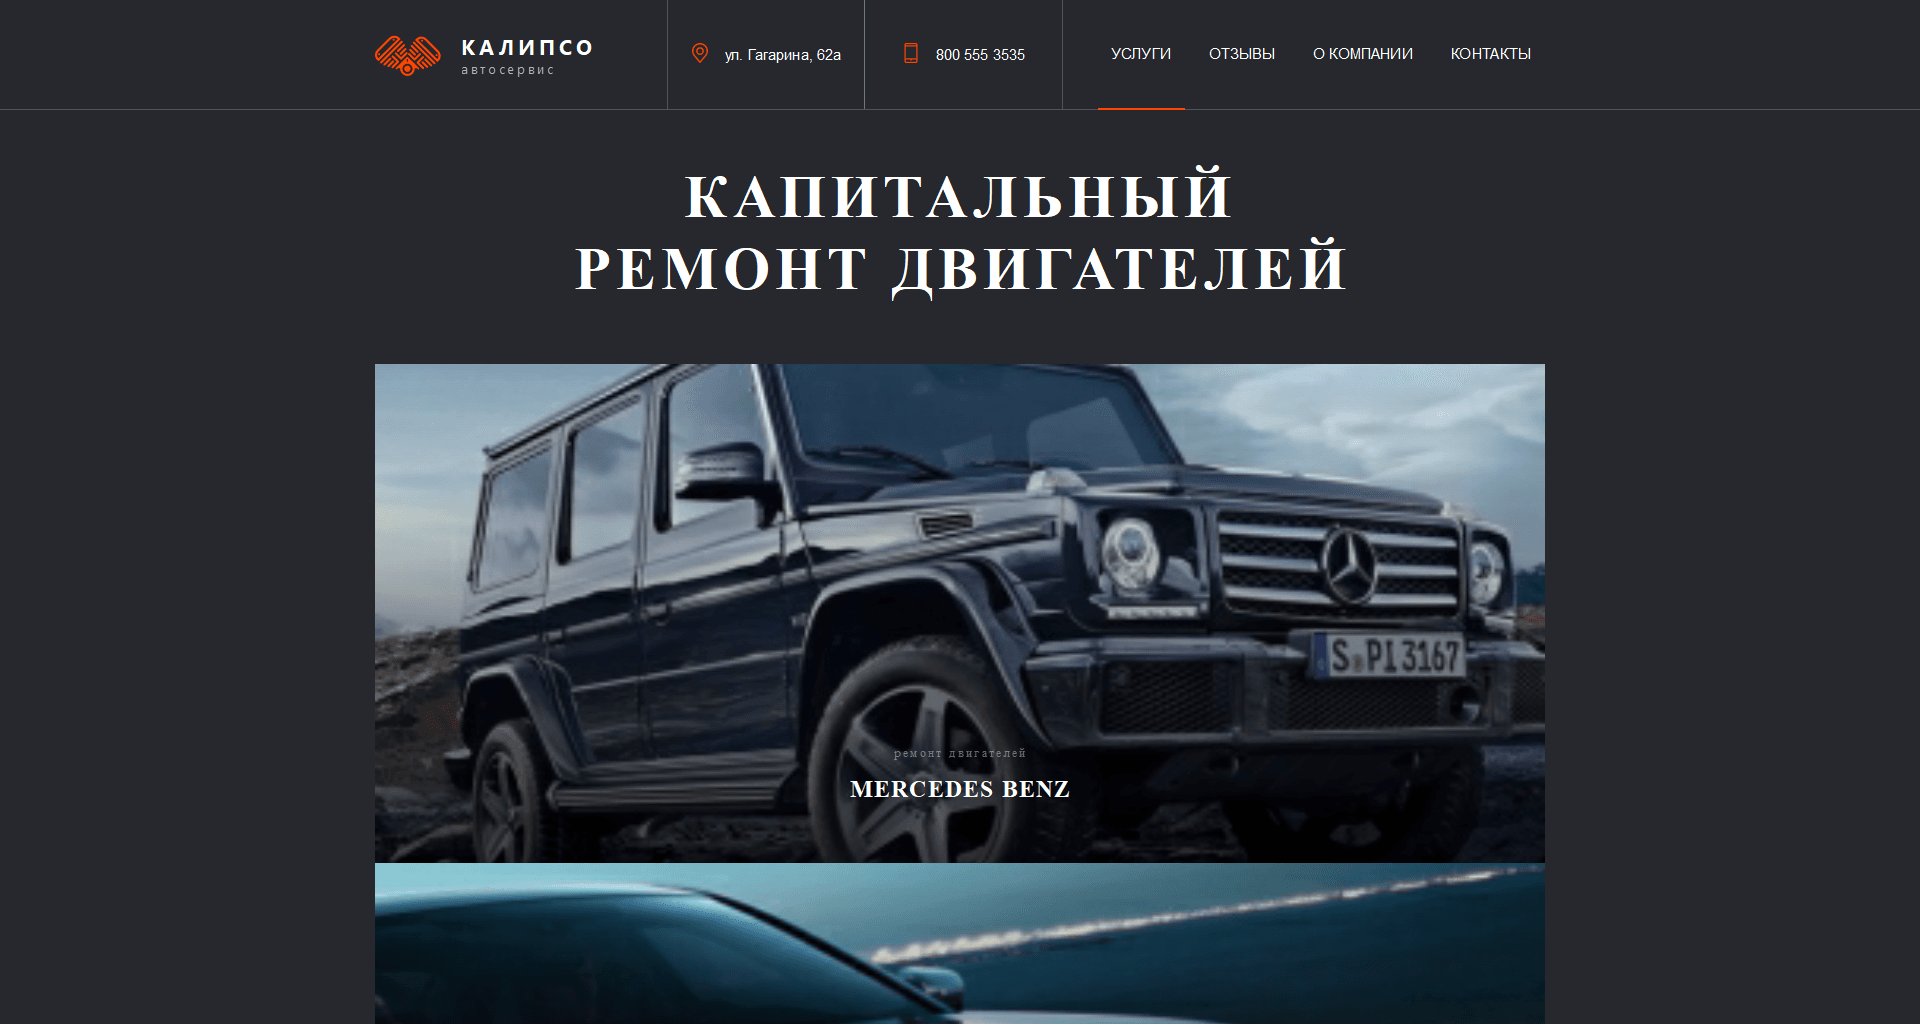 КАЛИПСО
автосервис
ул. Гагарина, 62а
800 555 3535
УСЛУГИ
ОТЗЫВЫ
О КОМПАНИИ
КОНТАКТЫ
КАПИТАЛЬНЫЙ
РЕМОНТ ДВИГАТЕЛЕЙ
S PI 3167
ремонт двигателей
MERCEDES BENZ